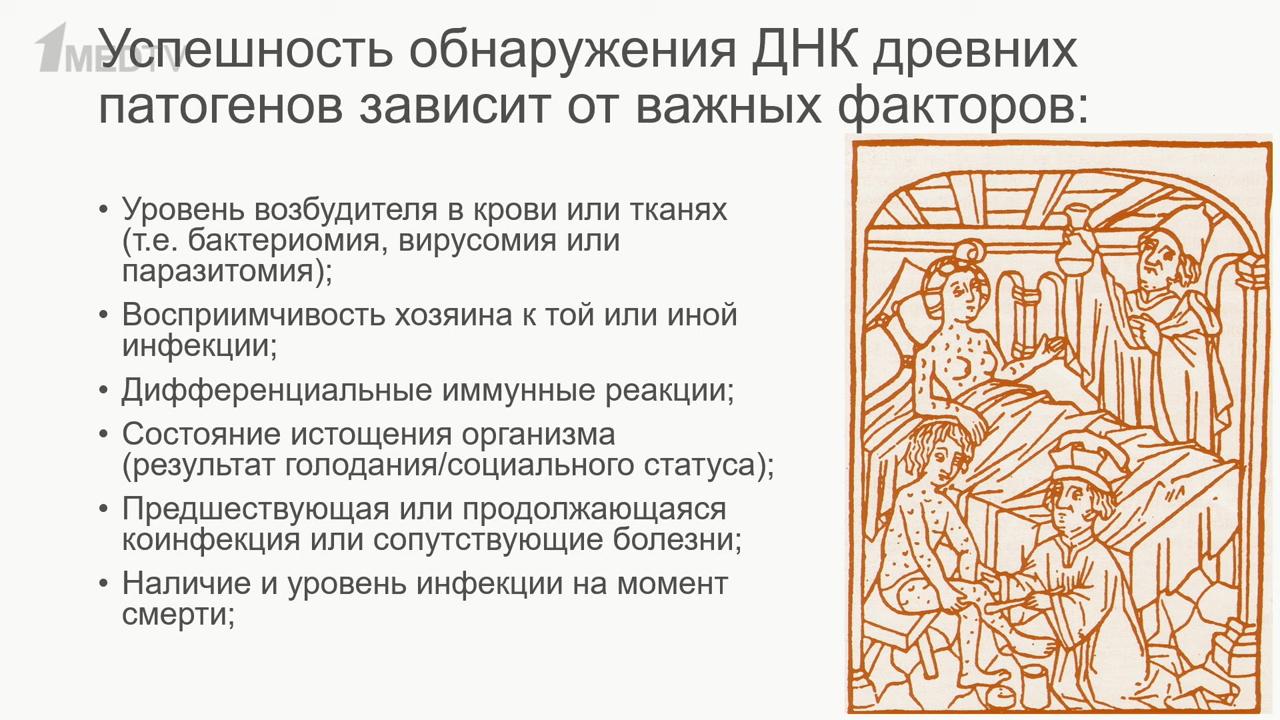 1MEDTV
Успешность обнаружения ДНК древних
патогенов зависит от важных факторов:
• Уровень возбудителя в крови или тканях
(т.е. бактериомия, вирусомия или
паразитомия);
• Восприимчивость хозяина к той или иной
инфекции;
• Дифференциальные иммунные реакции;
• Состояние истощения организма
(результат голодания/социального статуса);
• Предшествующая или продолжающаяся
коинфекция или сопутствующие болезни;
• Наличие и уровень инфекции на момент
смерти;